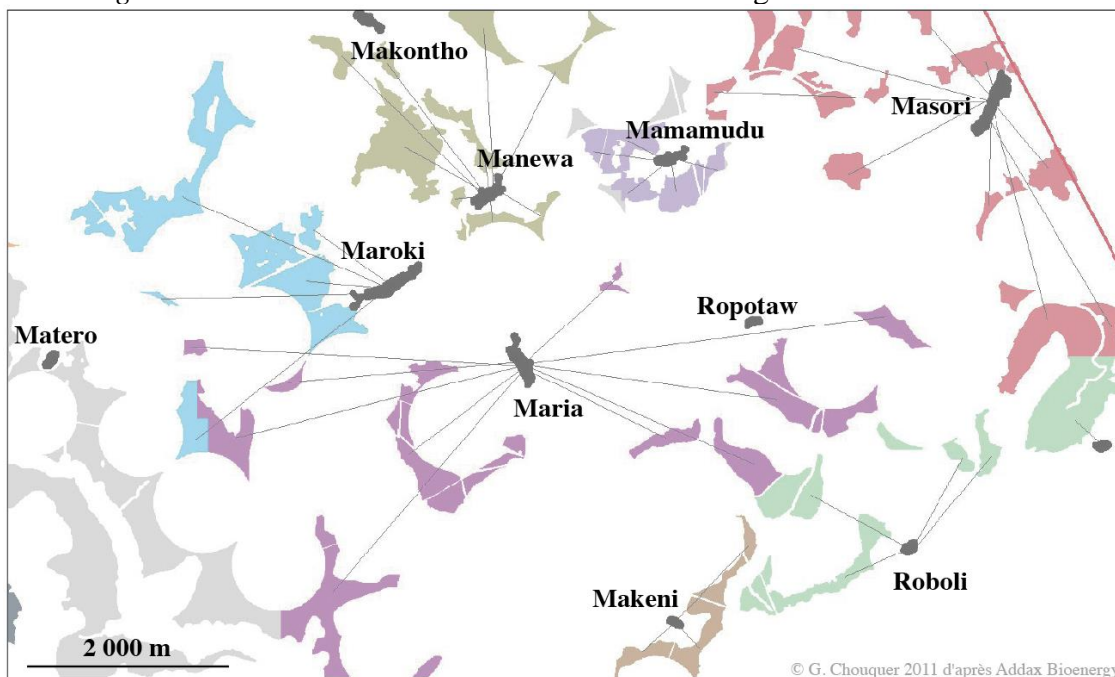 Makontho
Masori
Mamamudu
Manewa
Maroki
Ropotaw
Matero
Maria
Makeni
Roboli
2 000 m
© G. Chouquer 2011 d'après Addax Bioenergy